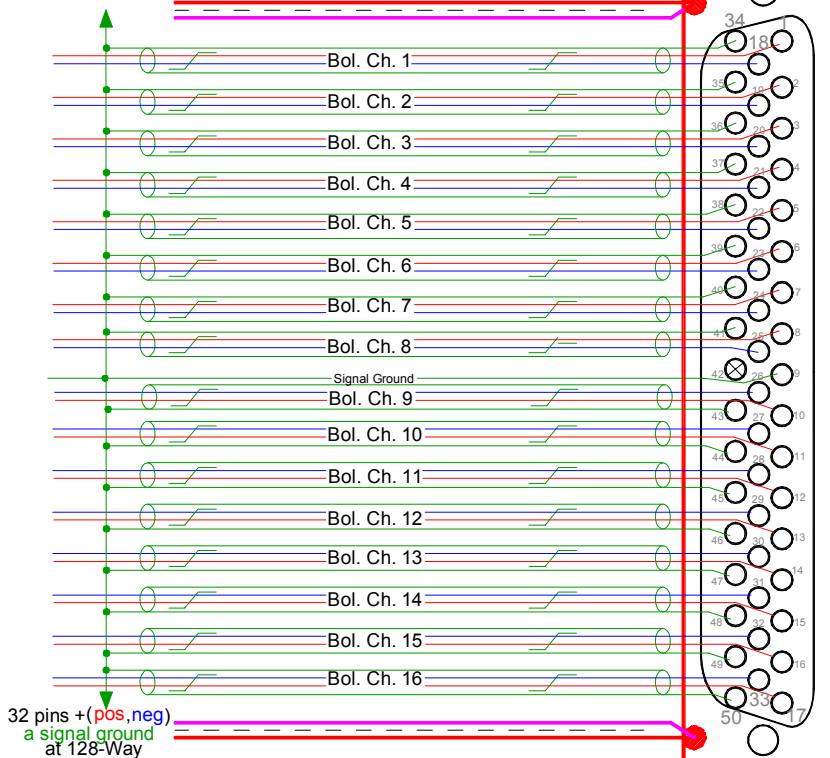 34 1
18
Bol. Ch. 1
35 19 2
Bol. Ch. 2
36 20 3
Bol. Ch. 3
37 21 4
Bol. Ch. 4
38 22 5
Bol. Ch. 5
39 23 6
Bol. Ch. 6
40 24 7
Bol. Ch. 7
41 25 8
Bol. Ch. 8
42 26 9
Signal Ground
Bol. Ch. 9
43 27 10
Bol. Ch. 10
44 28 11
Bol. Ch. 11
45 29 12
Bol. Ch. 12
46 30 13
Bol. Ch. 13
47 31 14
Bol. Ch. 14
48 32 15
Bol. Ch. 15
49 16
Bol. Ch. 16
33
50 17
32 pins +(pos,neg)
a signal ground
at 128-Way